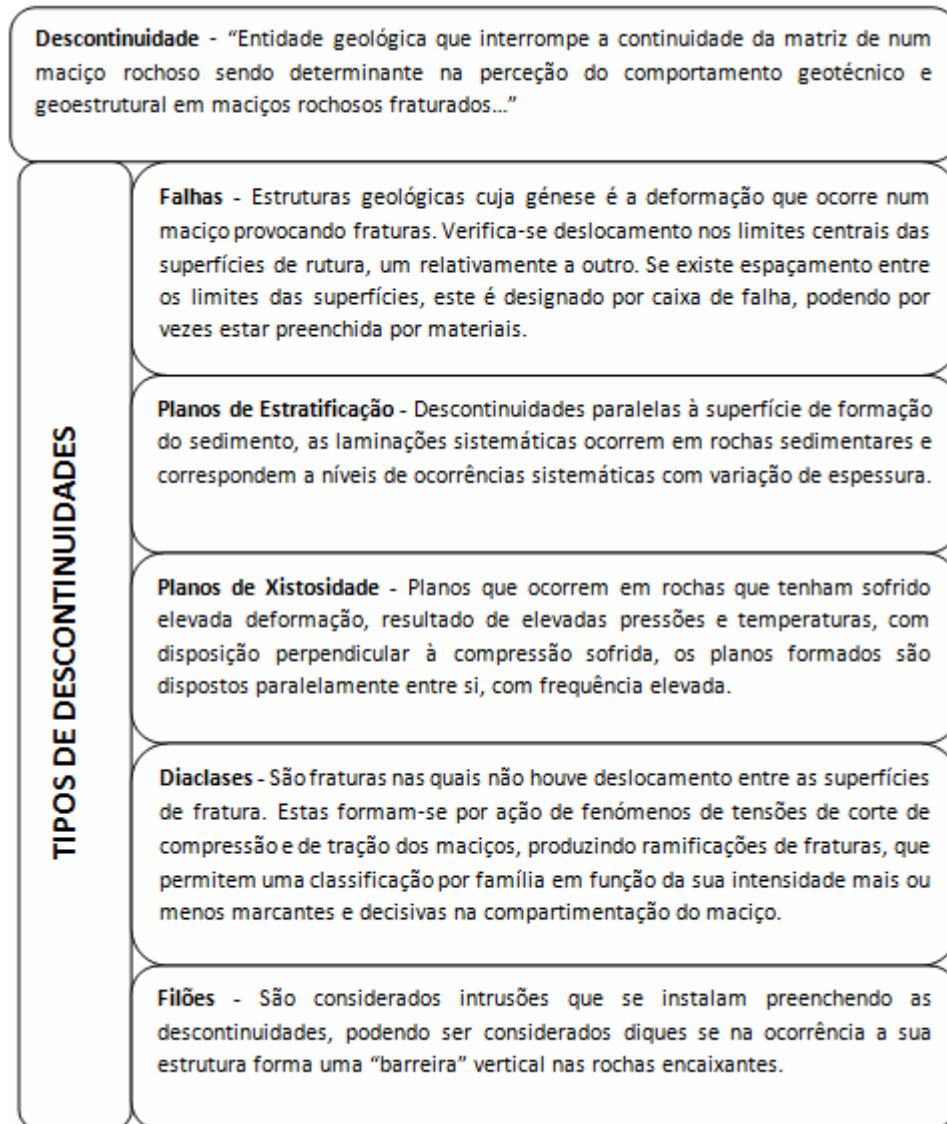 Descontinuidade - “Entidade geológica que interrompe a continuidade da matriz de num
maciço rochoso sendo determinante na perceção do comportamento geotécnico e
geoestrutural em maciços rochosos fraturados...”
TIPOS DE DESCONTINUIDADES
Falhas - Estruturas geológicas cuja génese é a deformação que ocorre num
maciço provocando fraturas. Verifica-se deslocamento nos limites centrais das
superfícies de rutura, um relativamente a outro. Se existe espaçamento entre
os limites das superfícies, este é designado por caixa de falha, podendo por
vezes estar preenchida por materiais.
Planos de Estratificação - Descontinuidades paralelas à superfície de formação
do sedimento, as laminações sistemáticas ocorrem em rochas sedimentares e
correspondem a níveis de ocorrências sistemáticas com variação de espessura.
Planos de Xistosidade - Planos que ocorrem em rochas que tenham sofrido
elevada deformação, resultado de elevadas pressões e temperaturas, com
disposição perpendicular à compressão sofrida, os planos formados são
dispostos paralelamente entre si, com frequência elevada.
Diaclases - São fraturas nas quais não houve deslocamento entre as superfícies
de fratura. Estas formam-se por ação de fenómenos de tensões de corte de
compressão e de tração dos maciços, produzindo ramificações de fraturas, que
permitem uma classificação por família em função da sua intensidade mais ou
menos marcantes e decisivas na compartimentação do maciço.
Filões - São considerados intrusões que se instalam preenchendo as
descontinuidades, podendo ser considerados diques se na ocorrência a sua
estrutura forma uma “barreira” vertical nas rochas encaixantes.